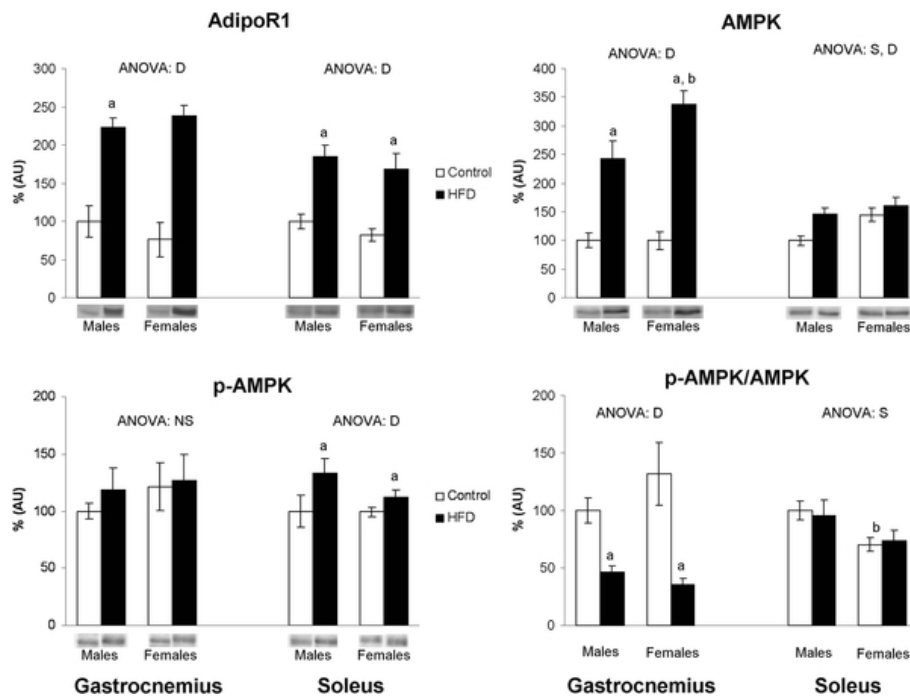 AdipoR1
300
250
200
150
100
50
0
% (AU)
ANOVA: D
ANOVA: D
a
a
a
Males
Females
Males
Females
Control
HFD
AMPK
400
350
300
250
200
150
100
50
0
% (AU)
ANOVA: D
ANOVA: S, D
a
a, b
Males
Females
Males
Females
p-AMPK
200
150
100
50
0
% (AU)
ANOVA: NS
ANOVA: D
a
a
Males
Females
Males
Females
Control
HFD
Gastrocnemius
Soleus
p-AMPK/AMPK
200
150
100
50
0
% (AU)
ANOVA: D
ANOVA: S
a
a
b
Males
Females
Males
Females
Gastrocnemius
Soleus